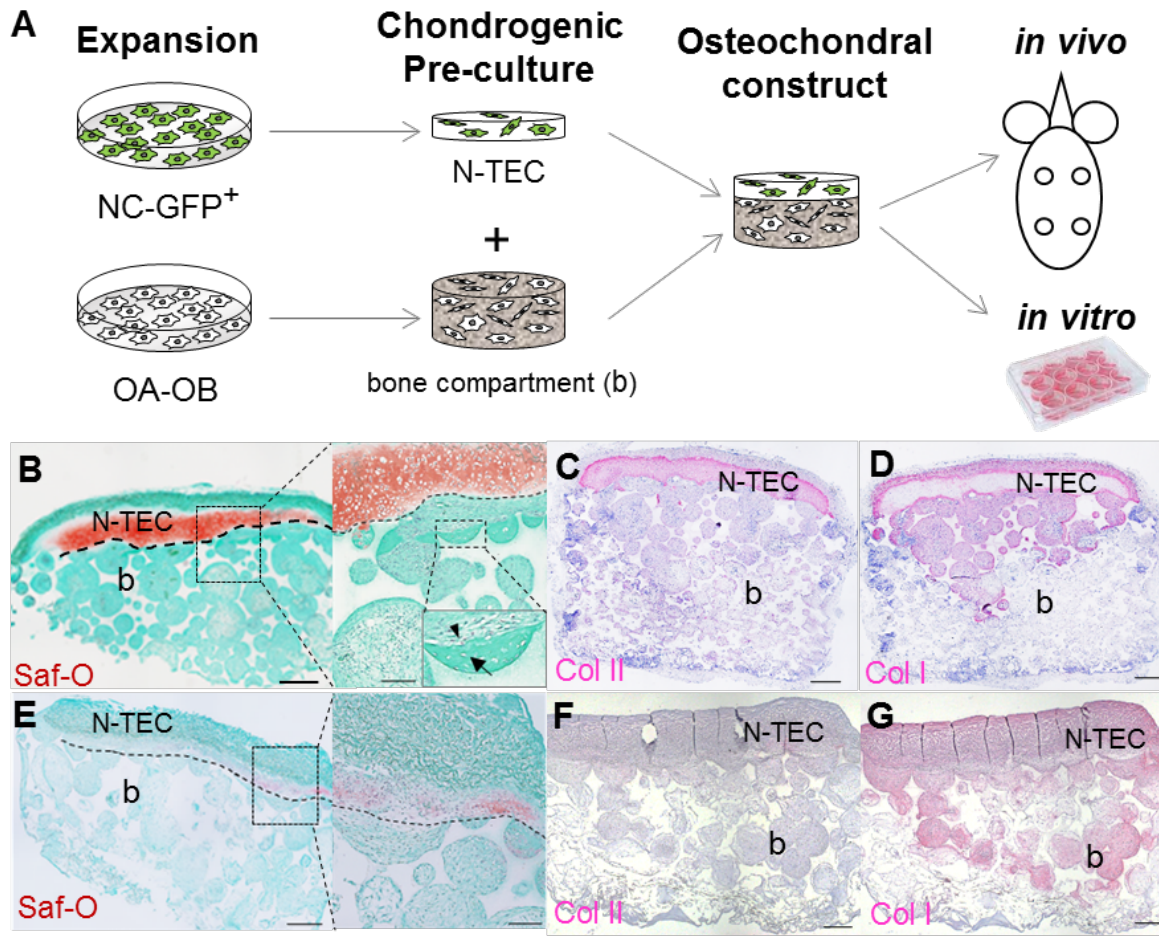 A
Expansion
Chondrogenic
Pre-culture
Osteochondral
construct
in vivo
NC-GFP+
N-TEC
+
OA-OB
bone compartment (b)
in vitro
B
N-TEC
b
Saf-O
C
N-TEC
b
Col II
D
N-TEC
b
Col I
E
N-TEC
b
Saf-O
F
N-TEC
b
Col II
G
N-TEC
b
Col I